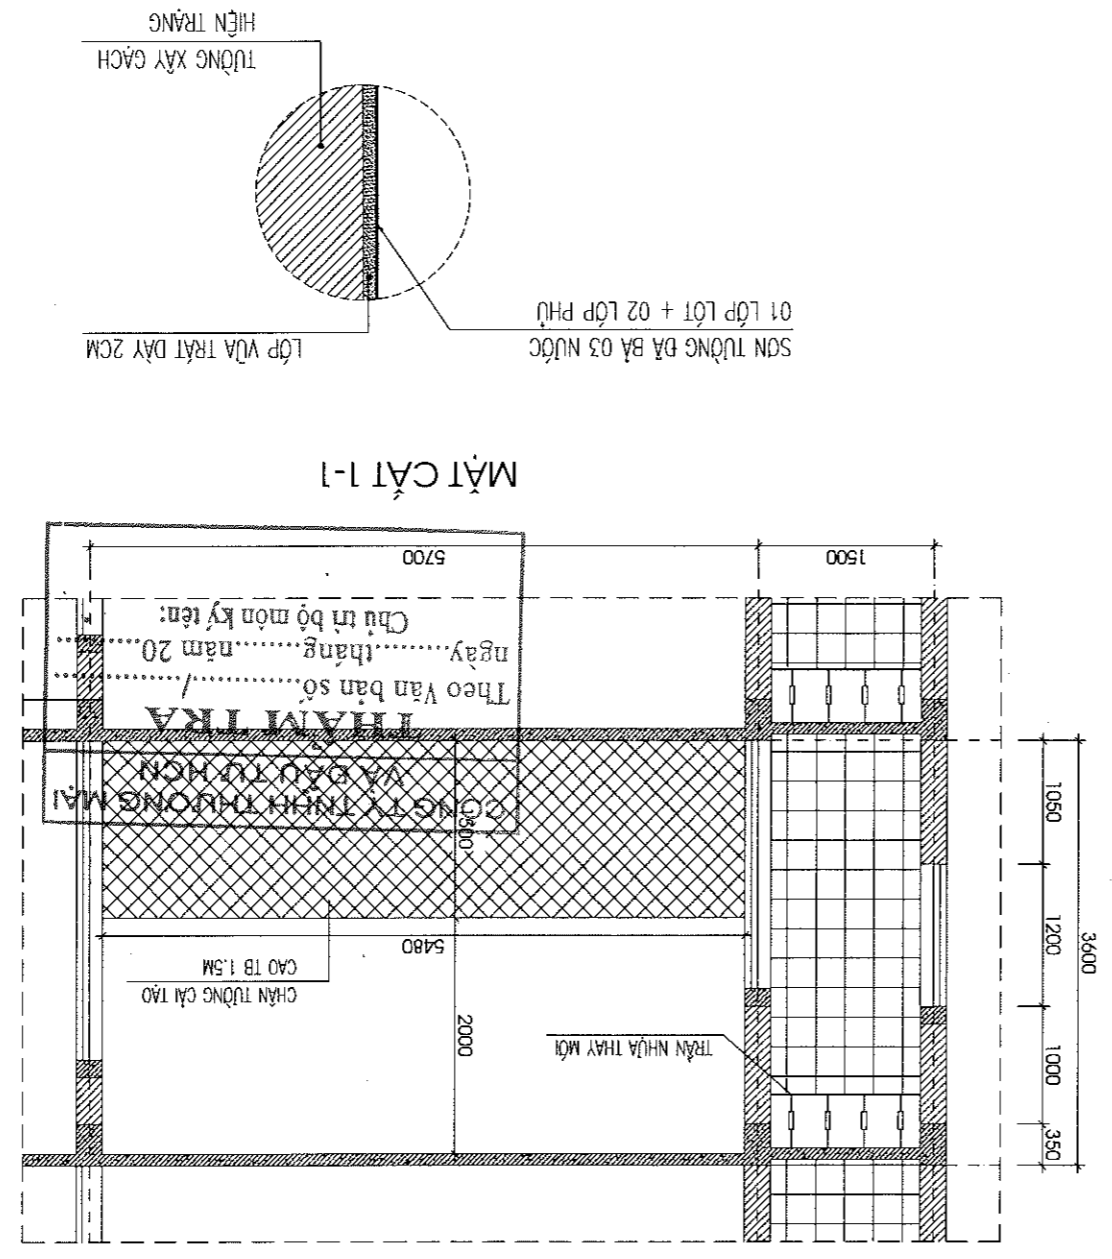 350
1000
1200
1050
3600
TRẦN NHỰA THAY MỚI
2000
CHÂN TƯỜNG CẢI TẠO
CAO TB 1.5M
5480
CÔNG TY TNHH THƯƠNG MẠI
VÀ ĐẦU TƯ HCN
THẨM TRA
Theo Văn bản số............/............
ngày.........tháng.......năm 20.........
Chủ trì bộ môn ký tên:
1500
5700
MẶT CẮT 1-1
SƠN TƯỜNG ĐÃ BẢ 03 NƯỚC
01 LỚP LÓT + 02 LỚP PHỦ
LỚP VỮA TRÁT DÀY 2CM
TƯỜNG XÂY GẠCH
HIỆN TRẠNG